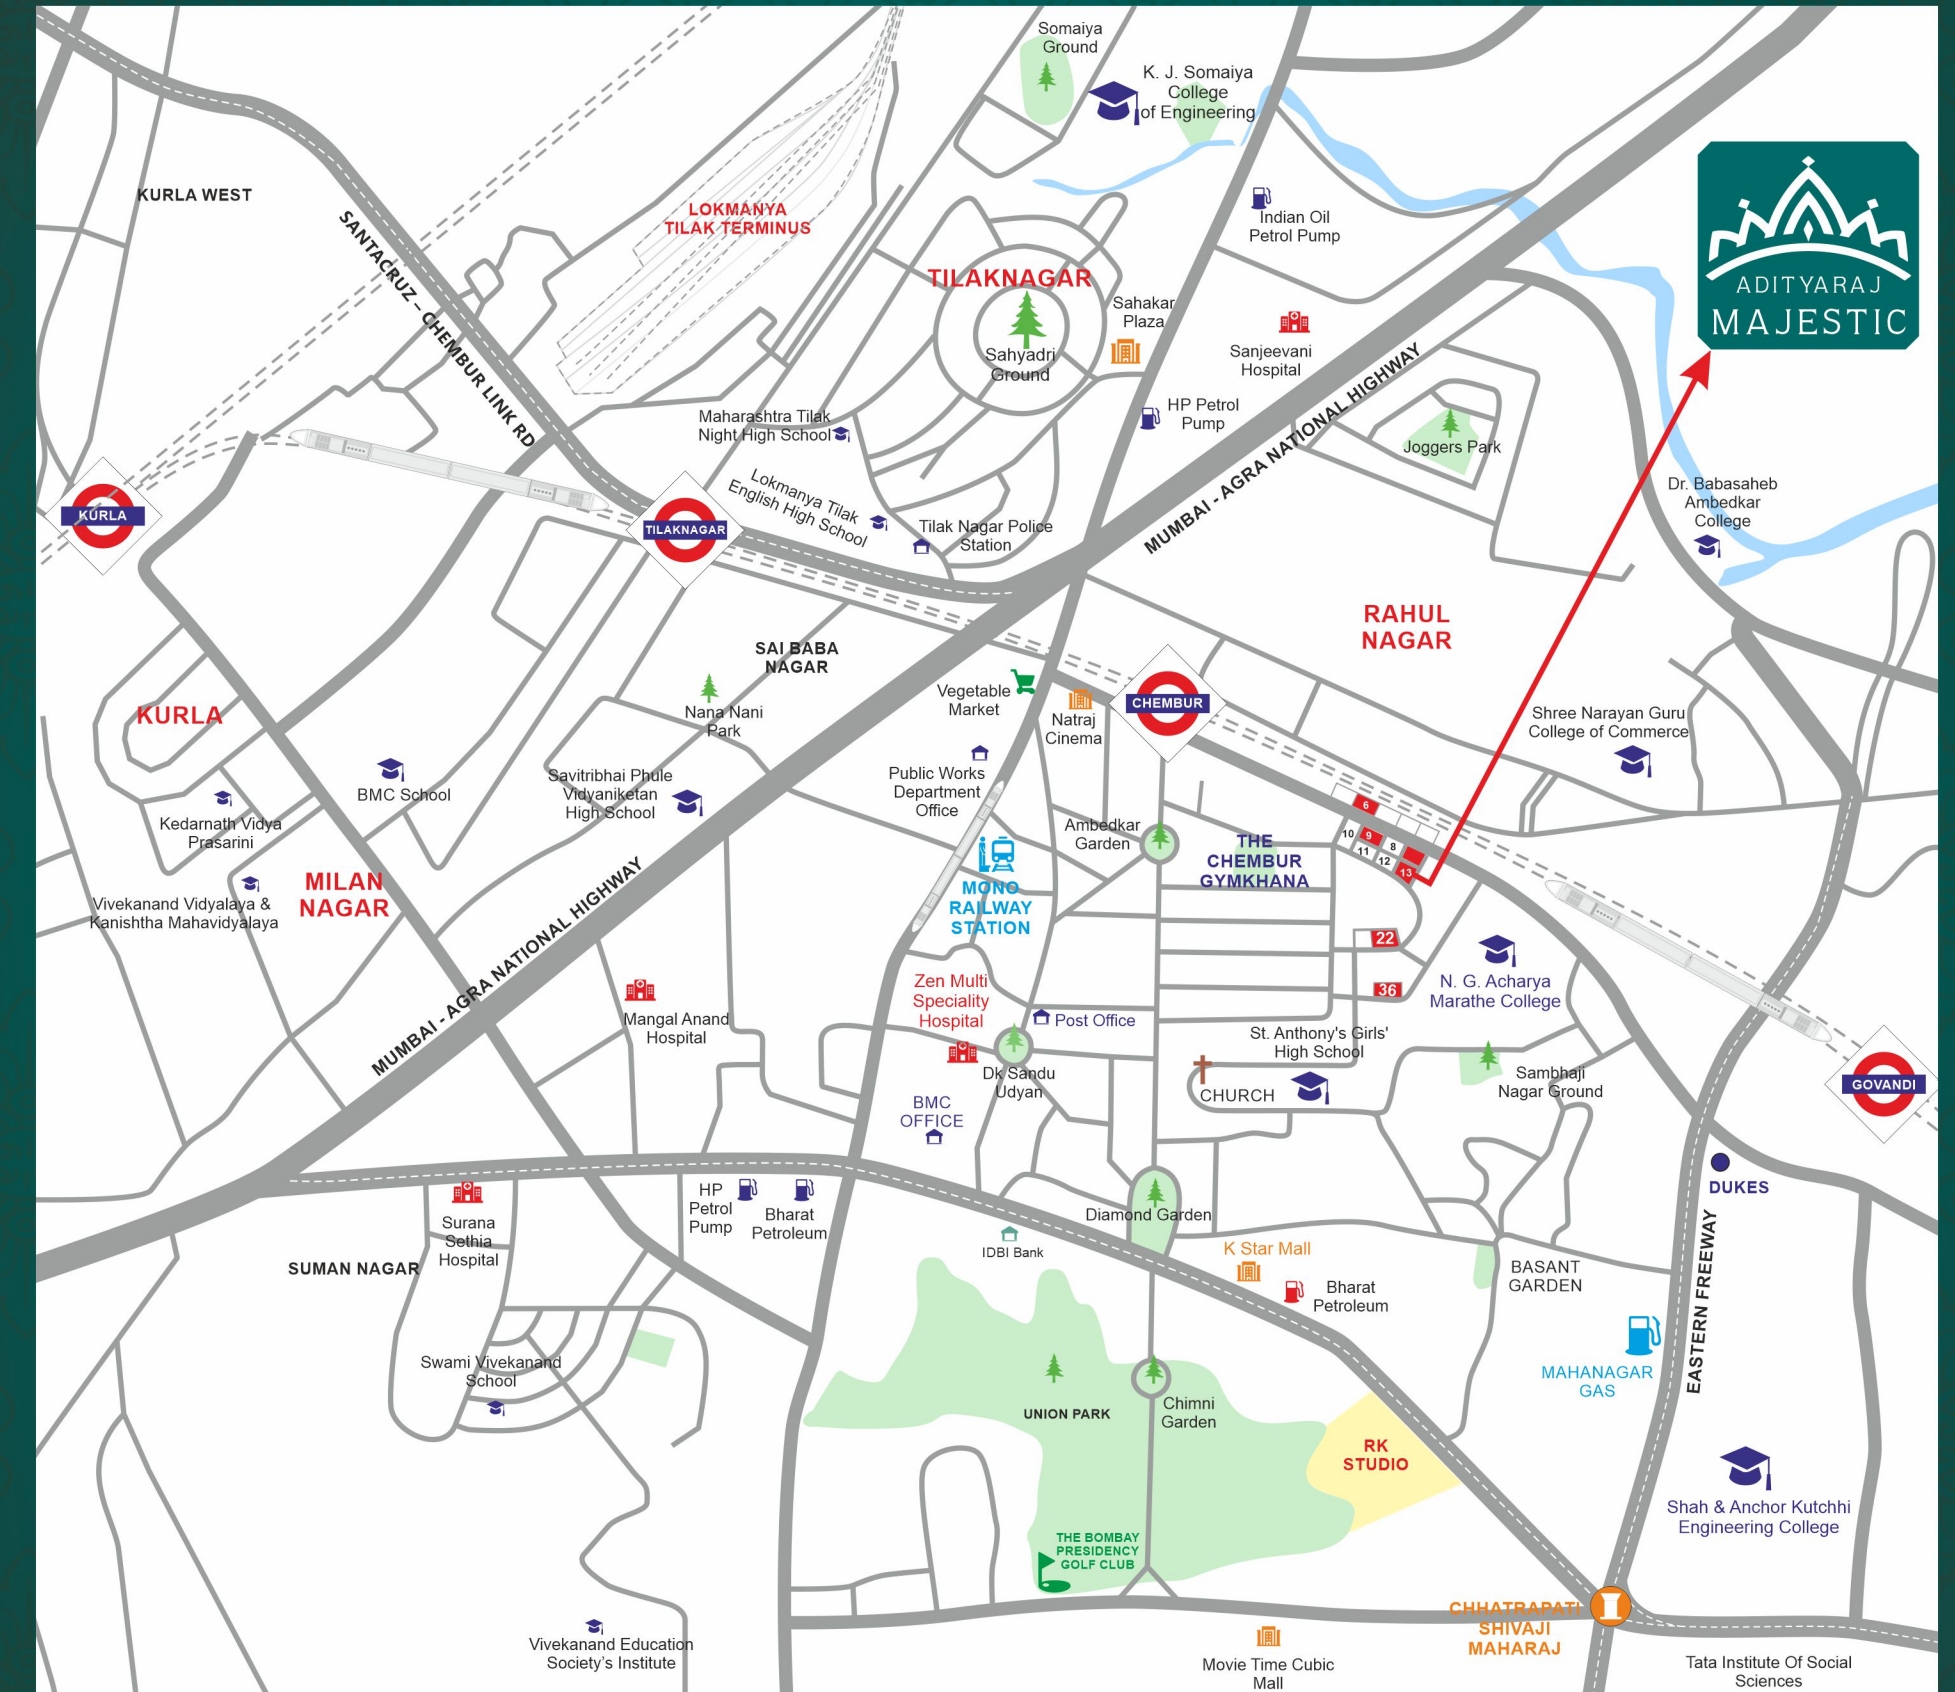 Somaiya
Ground
K. J. Somaiya
College
of Engineering
KURLA WEST
SANTACRUZ – CHEMBUR LINK RD
LOKMANYA
TILAK TERMINUS
Indian Oil
Petrol Pump
ADITYARAJ
MAJESTIC
TILAKNAGAR
Sahakar
Plaza
Sahyadri
Ground
Sanjeevani
Hospital
MUMBAI - AGRA NATIONAL HIGHWAY
Maharashtra Tilak
Night High School
HP Petrol
Pump
Joggers Park
Lokmanya Tilak
English High School
Tilak Nagar Police
Station
Dr. Babasaheb
Ambedkar
College
KURLA
TILAKNAGAR
RAHUL
NAGAR
SAI BABA
NAGAR
Nana Nani
Park
Vegetable
Market
Natraj
Cinema
CHEMBUR
Shree Narayan Guru
College of Commerce
KURLA
BMC School
Savitribhai Phule
Vidyaniketan
High School
Public Works
Department
Office
Kedarnath Vidya
Prasarini
Ambedkar
Garden
THE
CHEMBUR
GYMKHANA
6
10
9
8
11
12
13
MILAN
NAGAR
Vivekanand Vidyalaya &
Kanishtha Mahavidyalaya
MUMBAI - AGRA NATIONAL HIGHWAY
MONO
RAILWAY
STATION
22
36
N. G. Acharya
Marathe College
Zen Multi
Speciality
Hospital
Post Office
Mangal Anand
Hospital
St. Anthony's Girls'
High School
Dk Sandu
Udyan
CHURCH
Sambhaji
Nagar Ground
GOVANDI
BMC
OFFICE
DUKES
HP
Petrol
Pump
Bharat
Petroleum
Surana
Sethia
Hospital
Diamond Garden
IDBI Bank
K Star Mall
Bharat
Petroleum
SUMAN NAGAR
BASANT
GARDEN
EASTERN FREEWAY
MAHANAGAR
GAS
Swami Vivekanand
School
UNION PARK
Chimni
Garden
RK
STUDIO
Shah & Anchor Kutchhi
Engineering College
THE BOMBAY
PRESIDENCY
GOLF CLUB
CHHATRAPATI
SHIVAJI
MAHARAJ
Vivekanand Education
Society's Institute
Movie Time Cubic
Mall
Tata Institute Of Social
Sciences